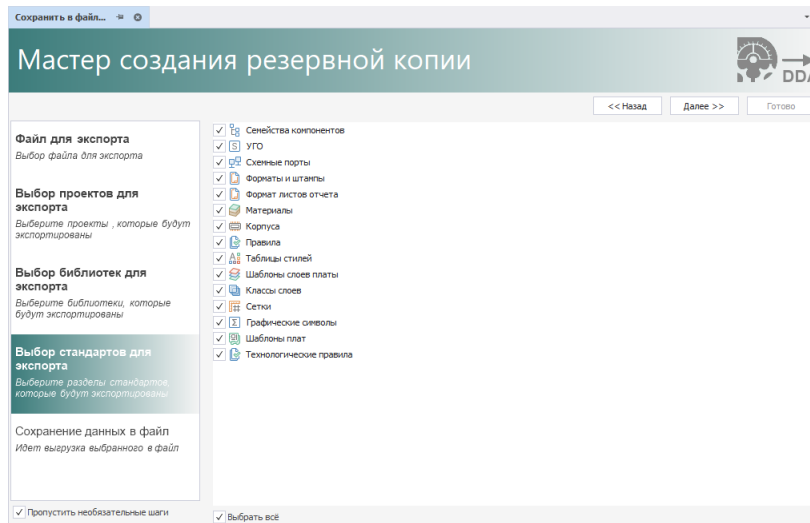 Сохранить в файл...
Мастер создания резервной копии
<< Назад
Далее >>
Готово
Файл для экспорта
Выбор файла для экспорта
Выбор проектов для
экспорта
Выберите проекты , которые будут
экспортированы
Выбор библиотек для
экспорта
Выберите библиотеки, которые
будут экспортированы
Выбор стандартов для
экспорта
Выберите разделы стандартов,
которые будут экспортированы
Сохранение данных в файл
Идет выгрузка выбранного в файл
Пропустить необязательные шаги
Семейства компонентов
S УГО
Схемные порты
Форматы и штампы
Формат листов отчета
Материалы
Корпуса
Правила
Таблицы стилей
Шаблоны слоев платы
Классы слоев
Сетки
Σ Графические символы
Шаблоны плат
Технологические правила
Выбрать всё